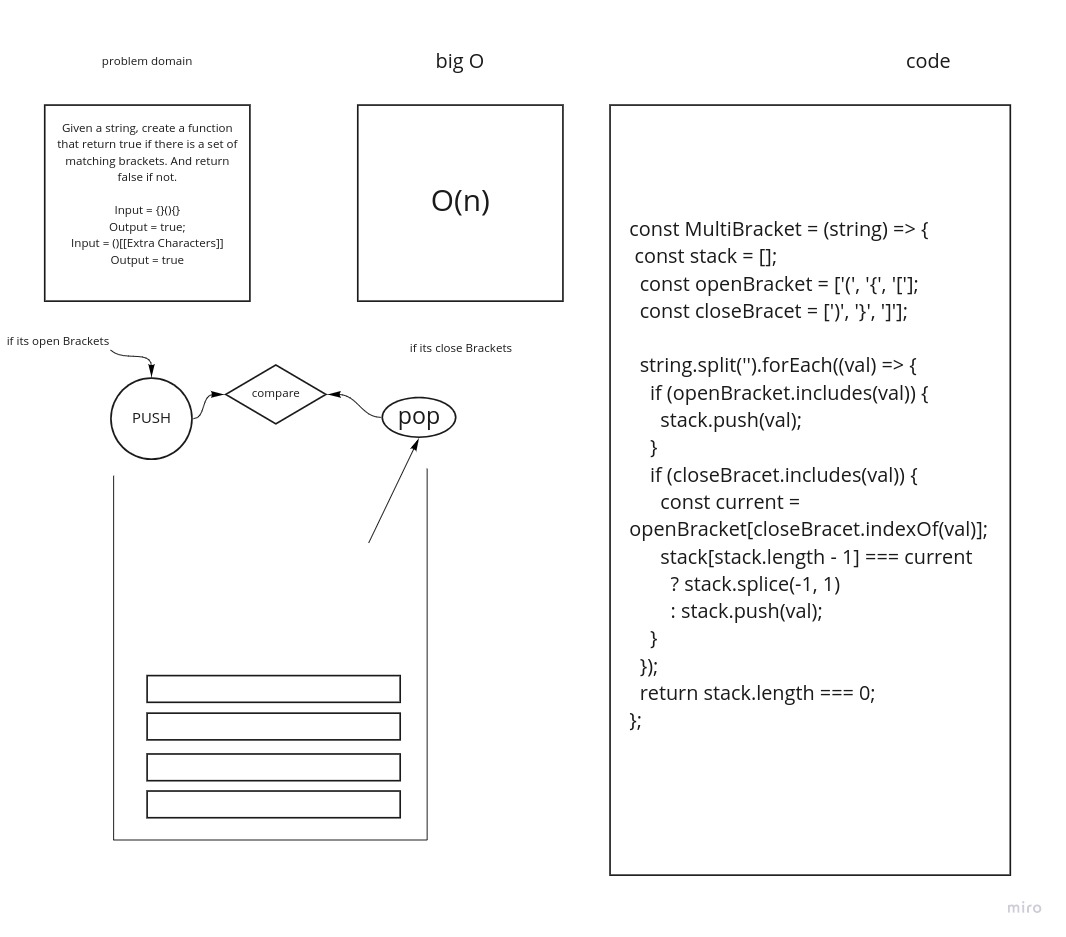 problem domain
big O
code
Given a string, create a function
that return true if there is a set of
matching brackets. And return
false if not.
Input = {}(){}
Output = true;
Input = ()[[Extra Characters]]
Output = true
O(n)
const MultiBracket = (string) => {
const stack = [];
const openBracket = ['(', '{', '['];
const closeBracet = [')', '}', ']'];
string.split('').forEach((val) => {
if (openBracket.includes(val)) {
stack.push(val);
}
if (closeBracet.includes(val)) {
const current =
openBracket[closeBracet.indexOf(val)];
stack[stack.length - 1] === current
? stack.splice(-1, 1)
: stack.push(val);
}
});
return stack.length === 0;
};
if its open Brackets
if its close Brackets
PUSH
compare
pop
miro